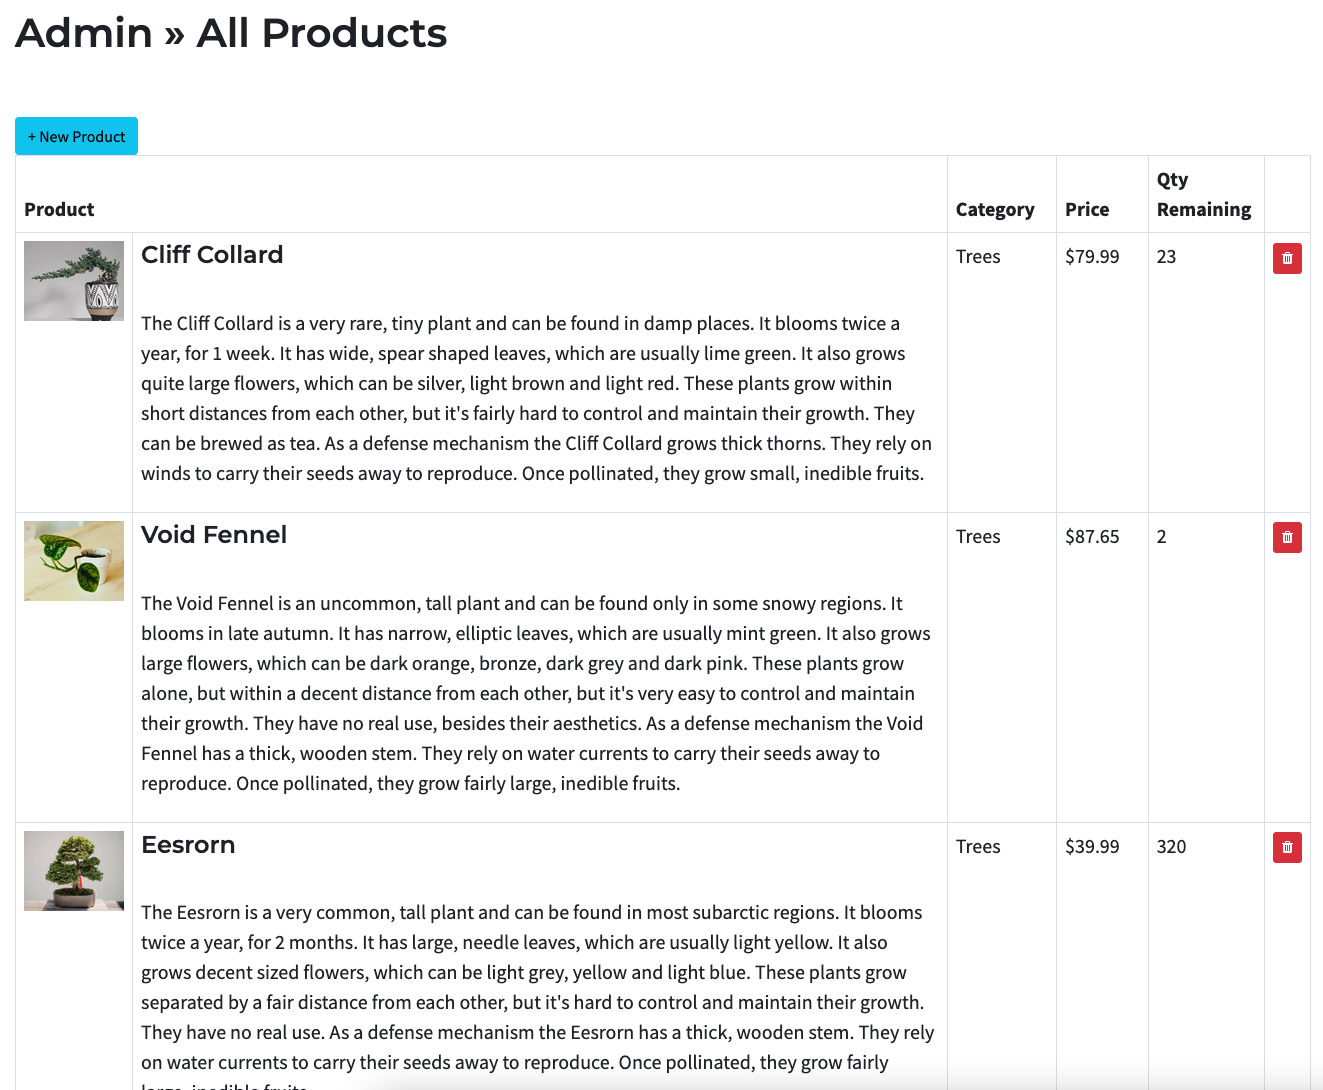 Admin » All Products
+ New Product
Product
Category
Price
Qty
Remaining
Cliff Collard
Trees
$79.99
23
The Cliff Collard is a very rare, tiny plant and can be found in damp places. It blooms twice a
year, for 1 week. It has wide, spear shaped leaves, which are usually lime green. It also grows
quite large flowers, which can be silver, light brown and light red. These plants grow within
short distances from each other, but it's fairly hard to control and maintain their growth. They
can be brewed as tea. As a defense mechanism the Cliff Collard grows thick thorns. They rely on
winds to carry their seeds away to reproduce. Once pollinated, they grow small, inedible fruits.
Void Fennel
Trees
$87.65
2
The Void Fennel is an uncommon, tall plant and can be found only in some snowy regions. It
blooms in late autumn. It has narrow, elliptic leaves, which are usually mint green. It also grows
large flowers, which can be dark orange, bronze, dark grey and dark pink. These plants grow
alone, but within a decent distance from each other, but it's very easy to control and maintain
their growth. They have no real use, besides their aesthetics. As a defense mechanism the Void
Fennel has a thick, wooden stem. They rely on water currents to carry their seeds away to
reproduce. Once pollinated, they grow fairly large, inedible fruits.
Eesrorn
Trees
$39.99
320
The Eesrorn is a very common, tall plant and can be found in most subarctic regions. It blooms
twice a year, for 2 months. It has large, needle leaves, which are usually light yellow. It also
grows decent sized flowers, which can be light grey, yellow and light blue. These plants grow
separated by a fair distance from each other, but it's hard to control and maintain their growth.
They have no real use. As a defense mechanism the Eesrorn has a thick, wooden stem. They rely
on water currents to carry their seeds away to reproduce. Once pollinated, they grow fairly
large, inedible fruits.